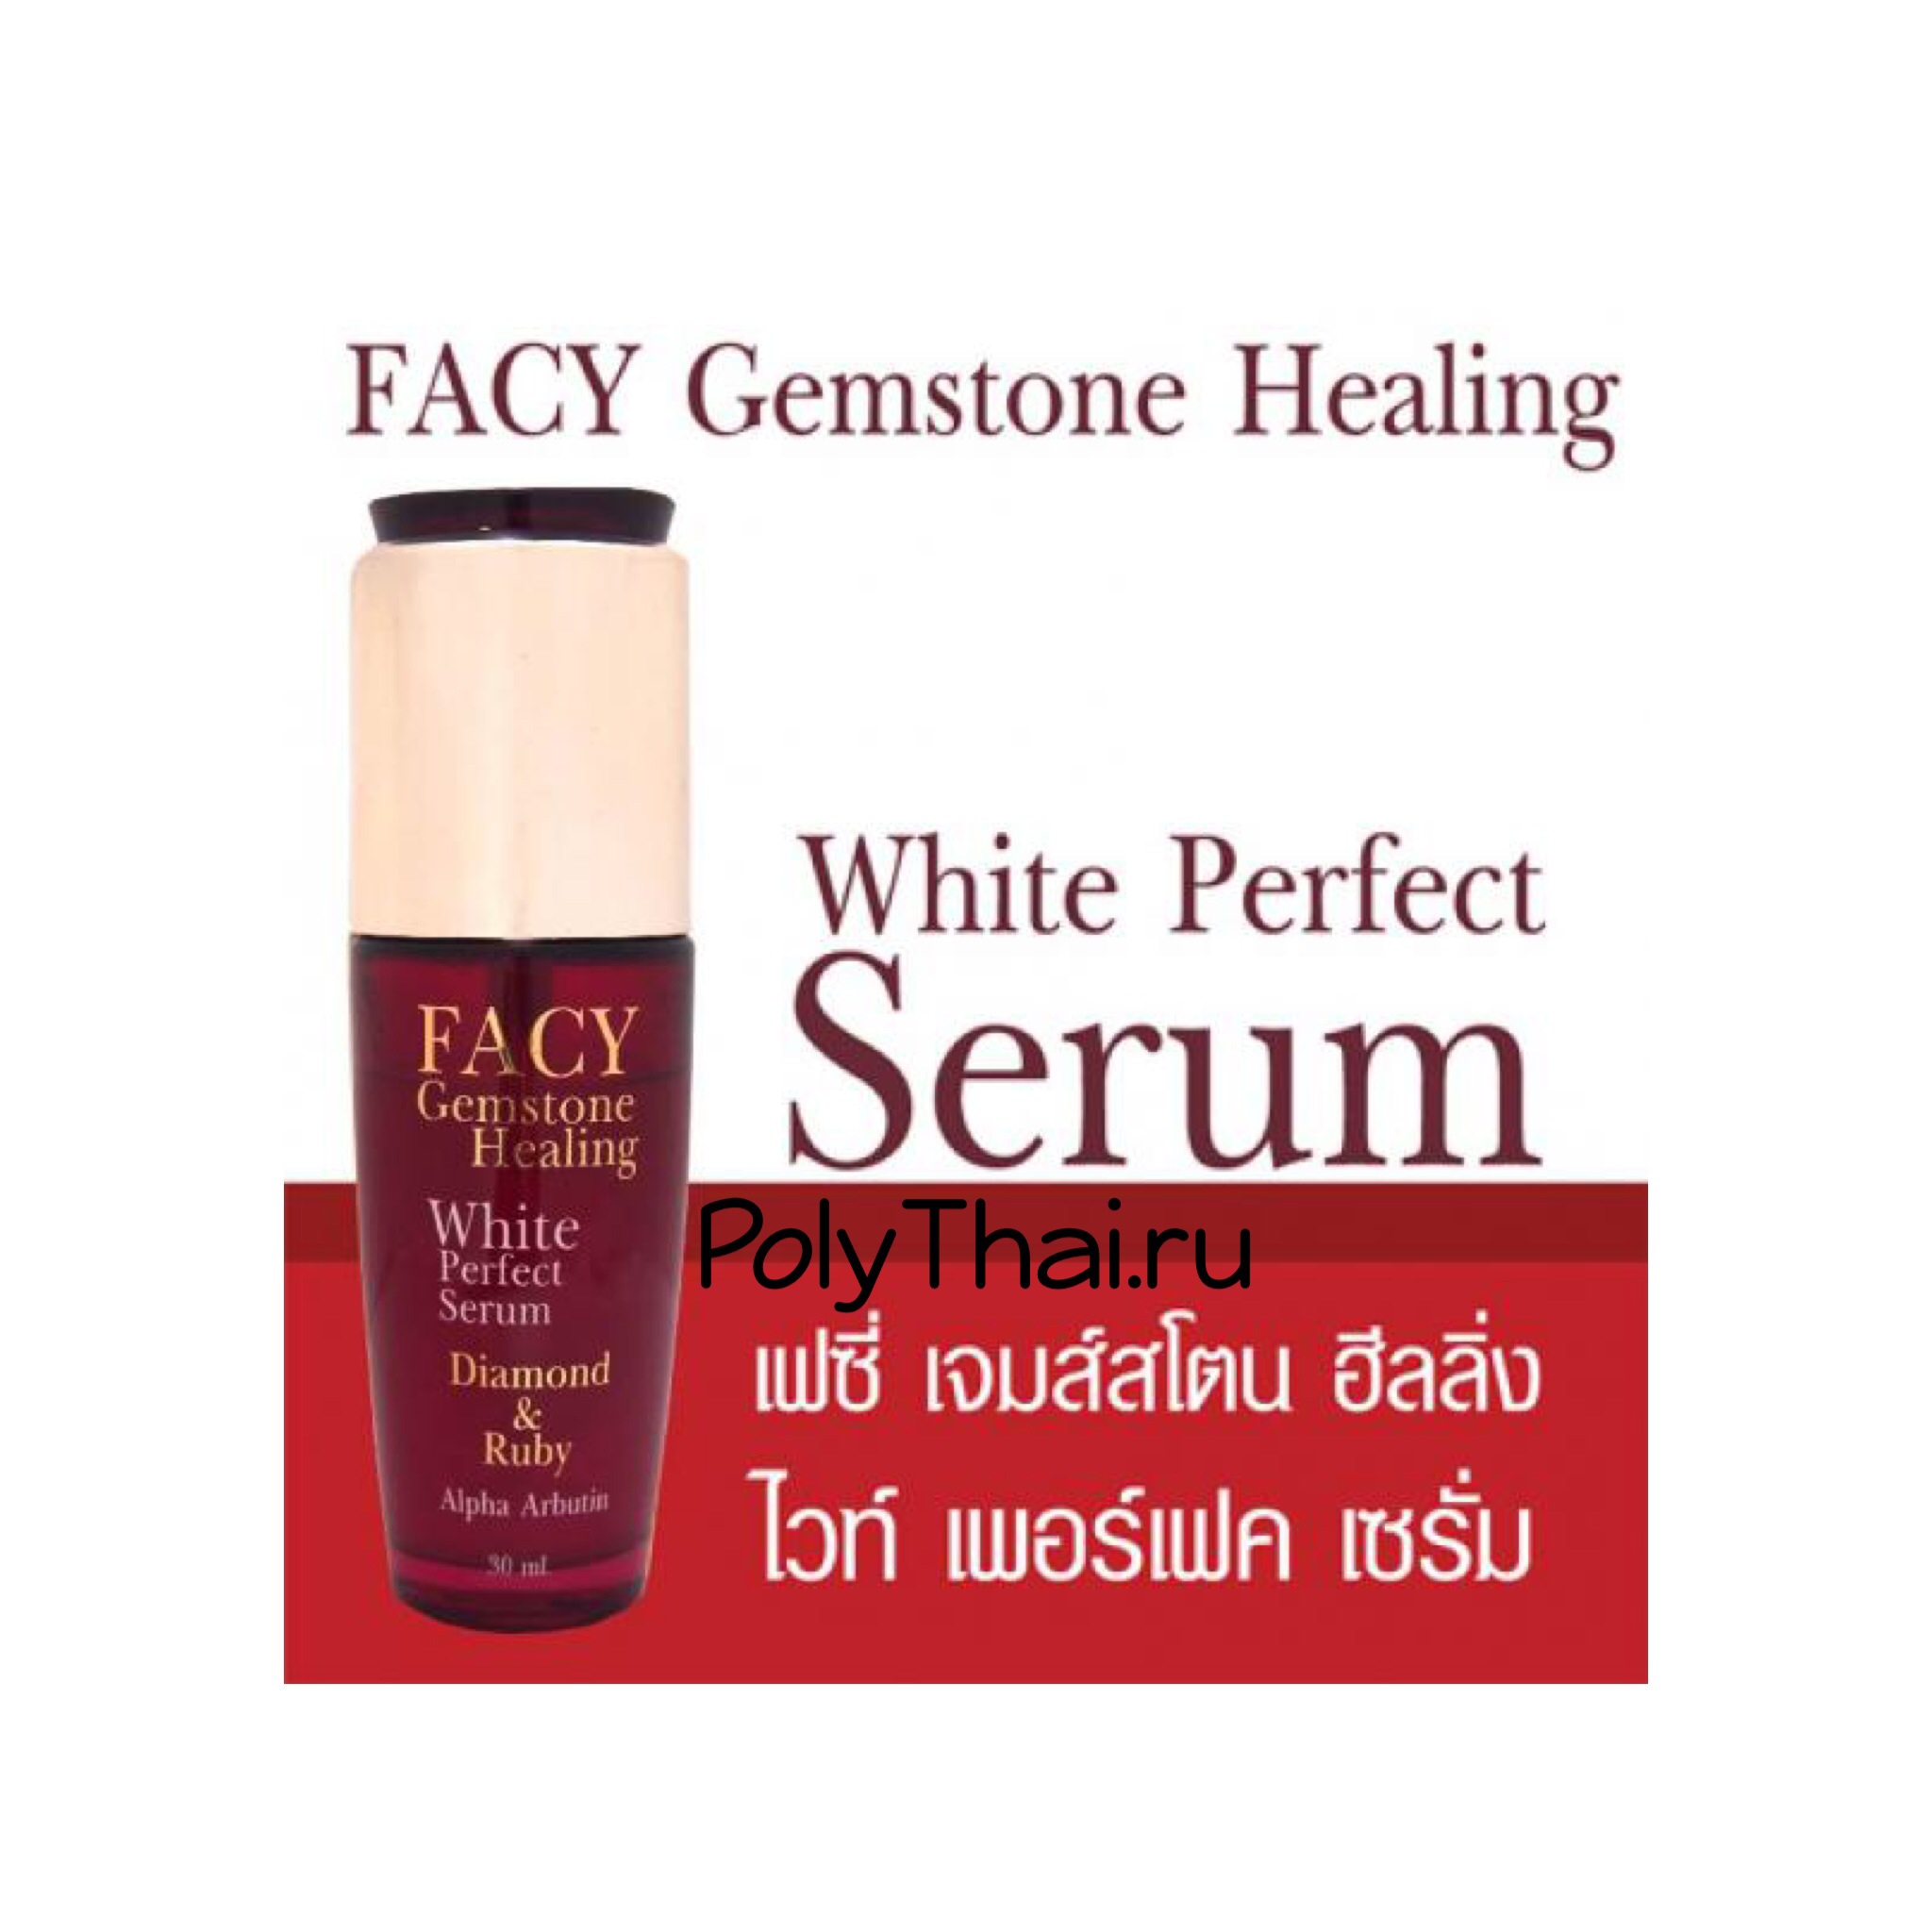 FACY Gemstone Healing
White Perfect
Serum
FACY
Gemstone
Healing
White
Perfect
Serum
Diamond
&
Ruby
Alpha Arbutin
30 ml.
PolyThai.ru
เฟซี่ เจมส์สโตน ฮีลลิ่ง
ไวท์ เพอร์เฟค เซรั่ม